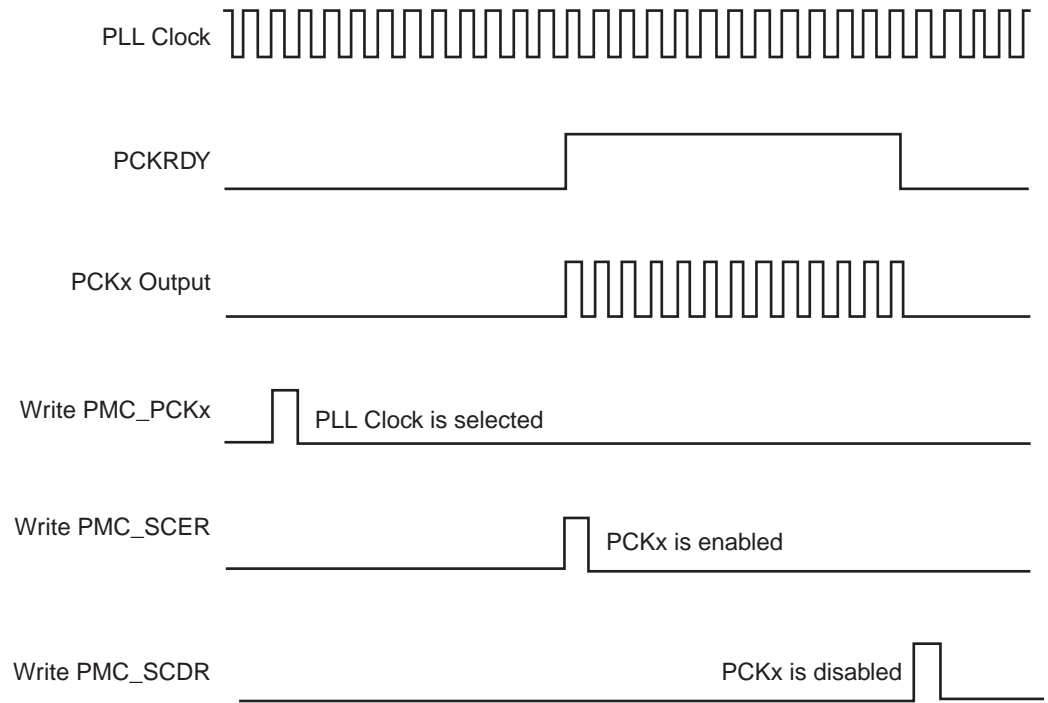 PLL Clock
PCKRDY
PCKx Output
Write PMC_PCKx
PLL Clock is selected
Write PMC_SCER
PCKx is enabled
Write PMC_SCDR
PCKx is disabled